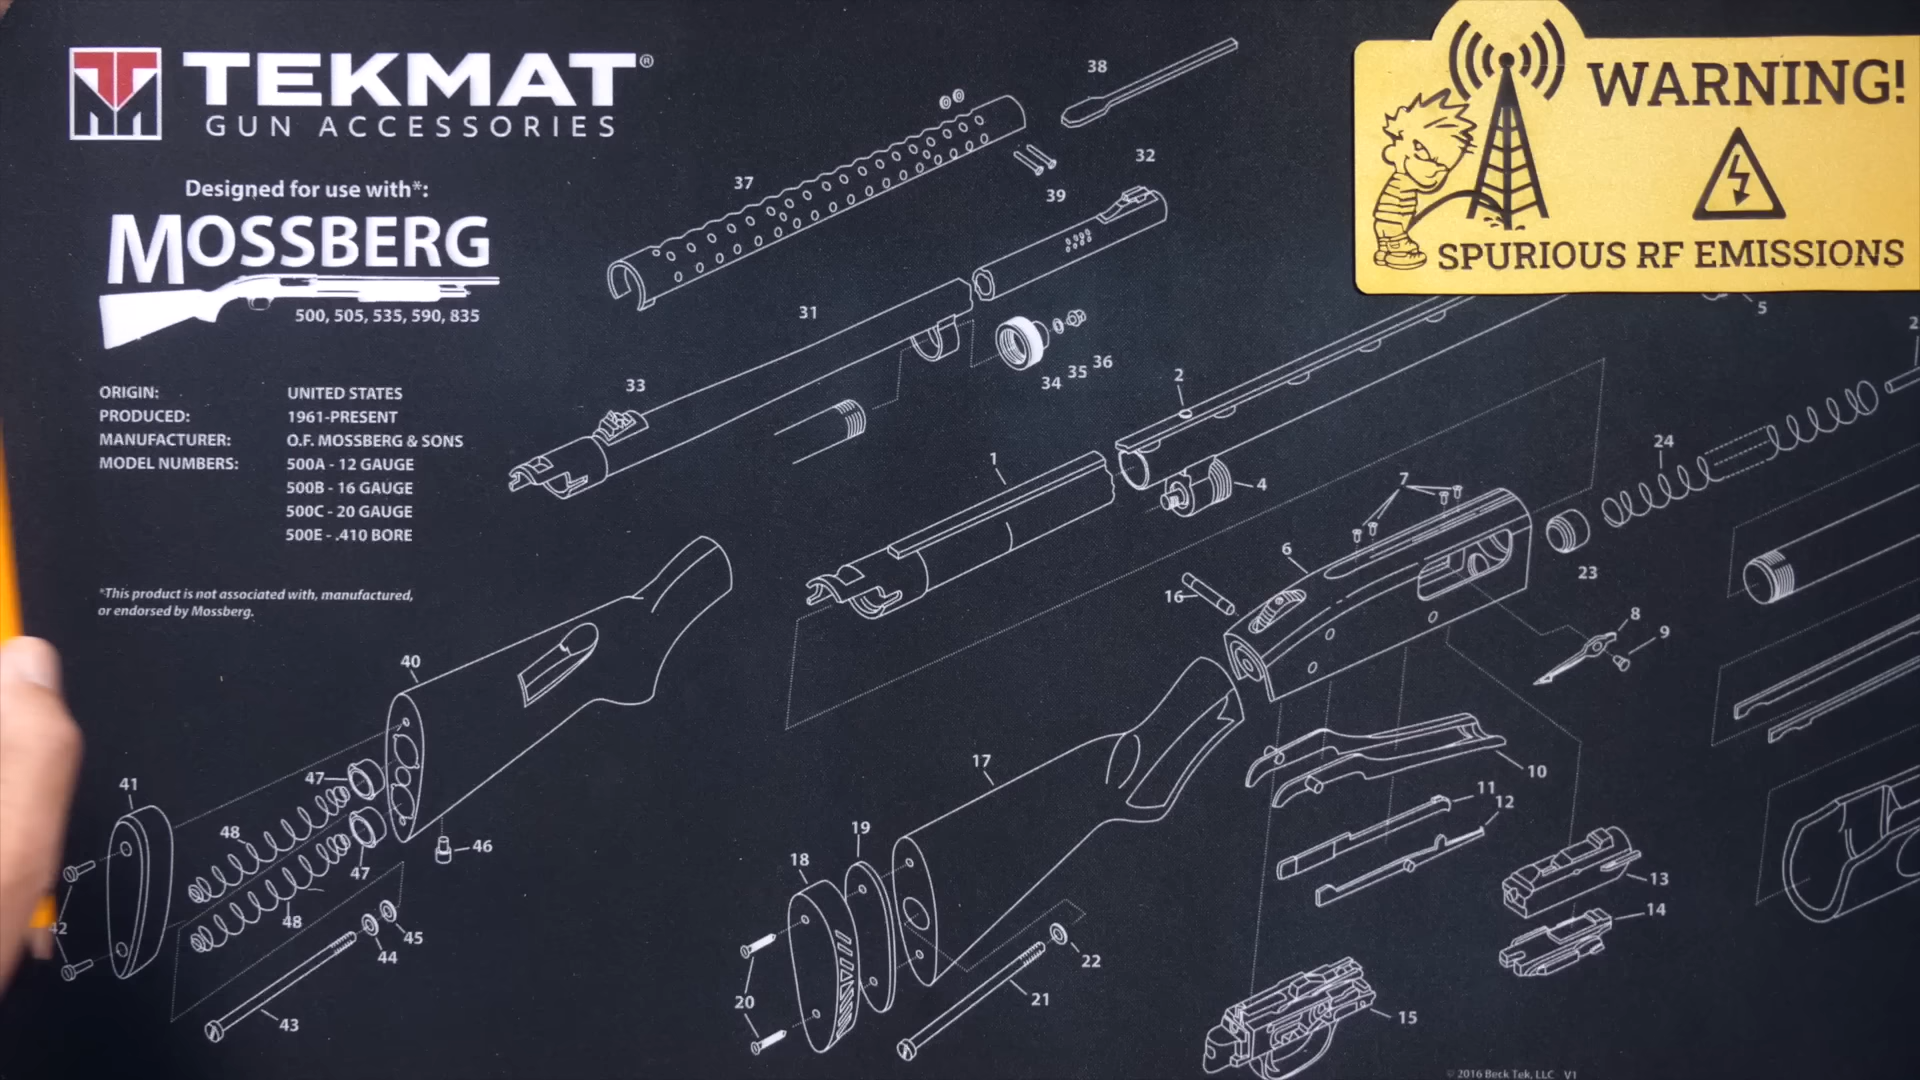 TEKMAT®
GUN ACCESSORIES
Designed for use with*:
MOSSBERG
500, 505, 535, 590, 835
ORIGIN: UNITED STATES
PRODUCED: 1961-PRESENT
MANUFACTURER: O.F. MOSSBERG & SONS
MODEL NUMBERS: 500A - 12 GAUGE
500B - 16 GAUGE
500C - 20 GAUGE
500E - .410 BORE
*This product is not associated with, manufactured,
or endorsed by Mossberg.
WARNING!
SPURIOUS RF EMISSIONS
38
37
32
39
31
33
34
35
36
2
5
1
4
7
24
6
23
16
8
9
40
17
10
11
12
41
47
48
46
19
18
47
48
13
14
42
45
44
22
20
21
43
15
© 2016 Beck Tek, LLC V1